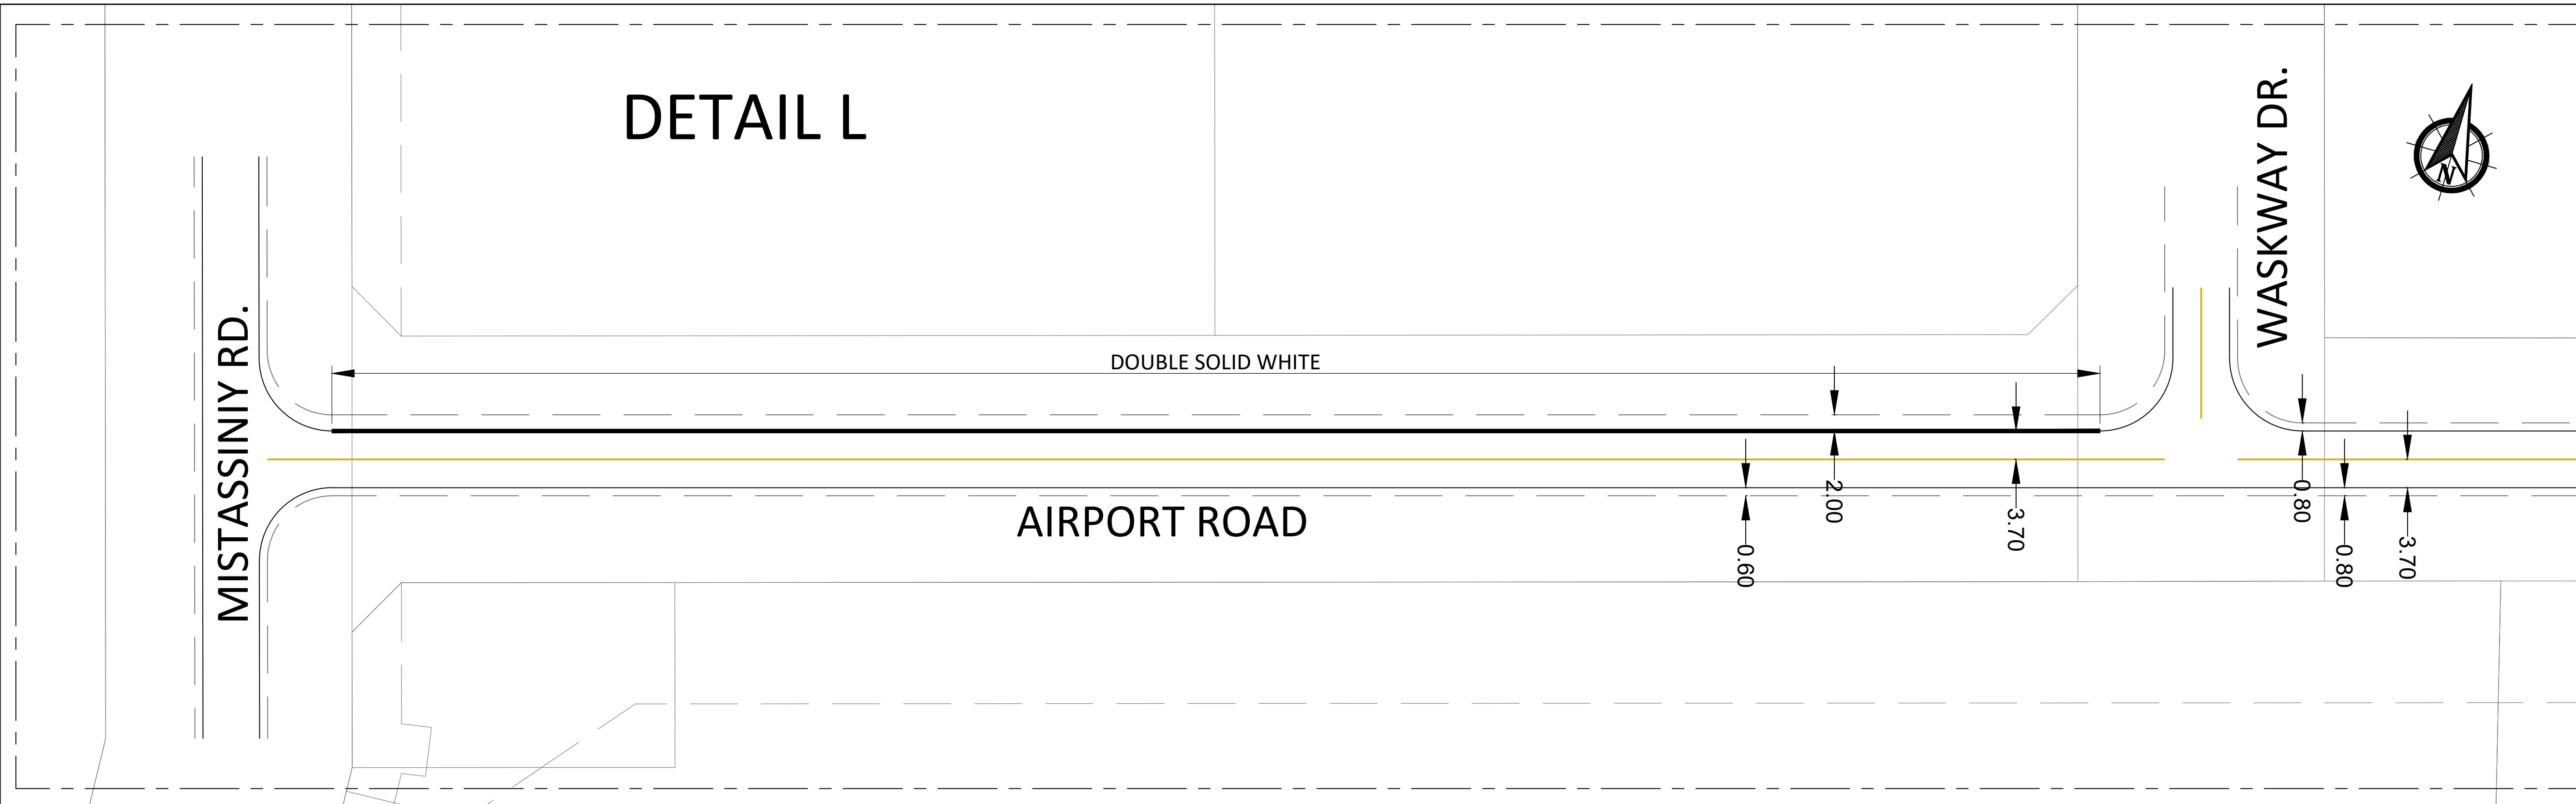 DETAIL L
WASKWAY DR.
N
MISTASSINIY RD.
DOUBLE SOLID WHITE
AIRPORT ROAD
2.00
3.70
0.80
0.60
0.80
3.70